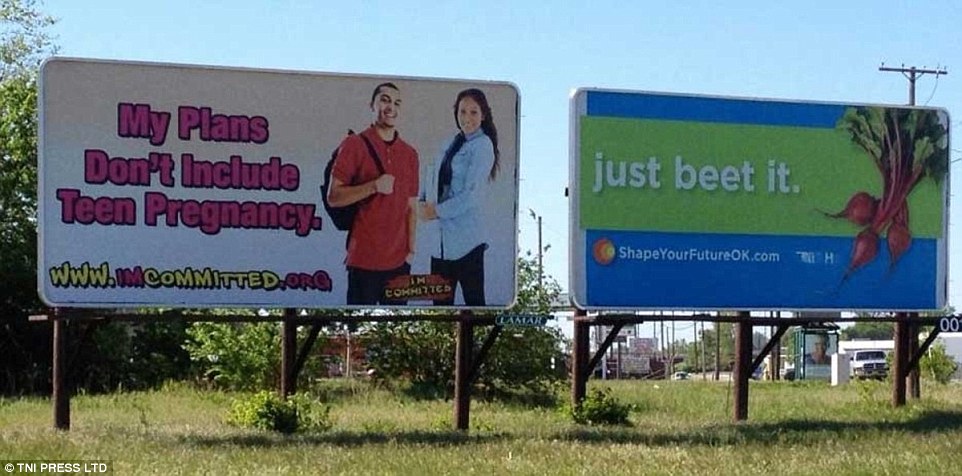 My Plans
Don't Include
Teen Pregnancy.
www.IMCOMMITTED.ORG
I'M
COMMITTED
LAMAR
just beet it.
ShapeYourFutureOK.com
00
© TNI PRESS LTD